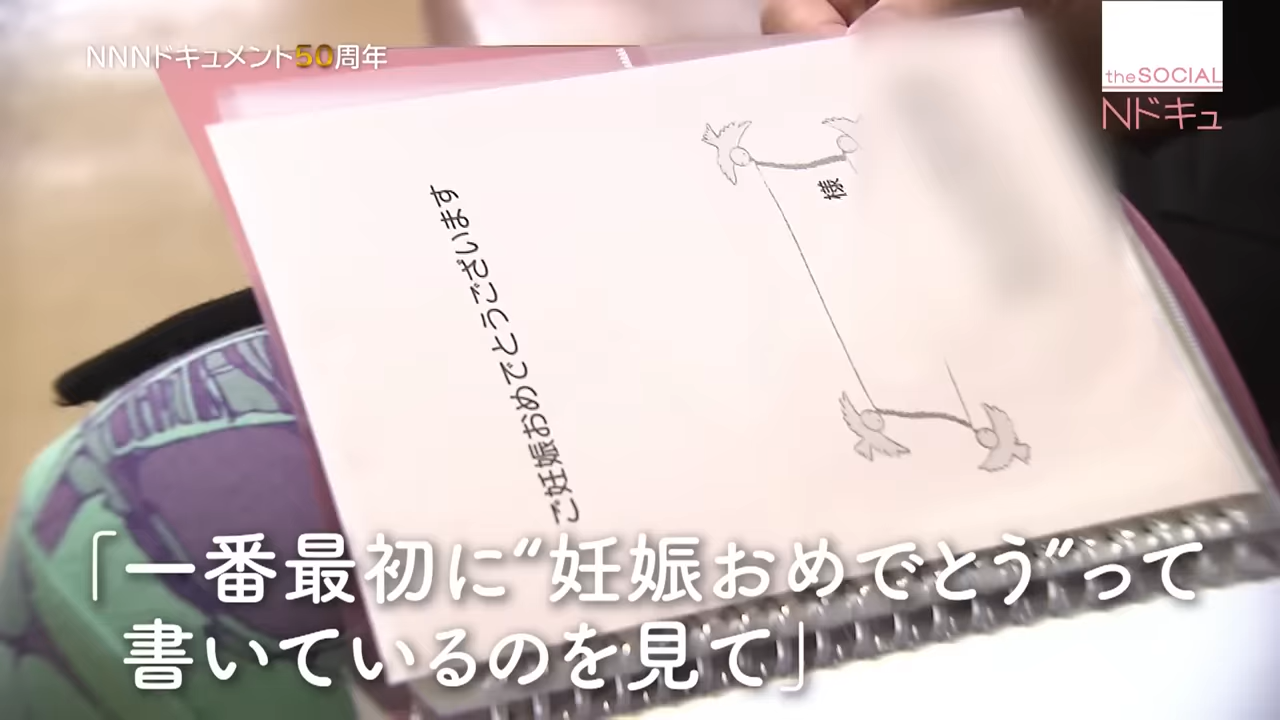 NNNドキュメント50周年
theSOCIAL
Nドキュ
様
ご妊娠おめでとうございます
「一番最初に“妊娠おめでとう”って
書いているのを見て」